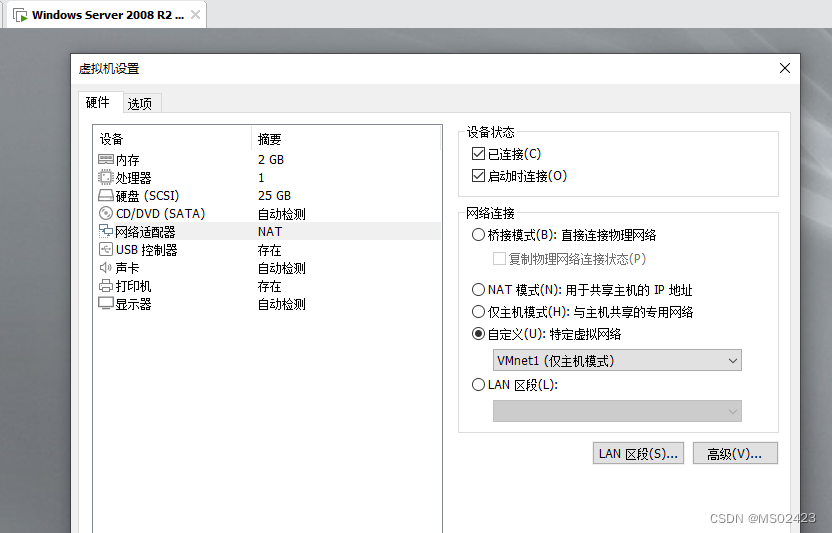 Windows Server 2008 R2 ...
虚拟机设置
硬件 选项
设备 摘要
内存 2 GB
处理器 1
硬盘 (SCSI) 25 GB
CD/DVD (SATA) 自动检测
网络适配器 NAT
USB 控制器 存在
声卡 自动检测
打印机 存在
显示器 自动检测
设备状态
已连接(C)
启动时连接(O)
网络连接
桥接模式(B): 直接连接物理网络
复制物理网络连接状态(P)
NAT 模式(N): 用于共享主机的 IP 地址
仅主机模式(H): 与主机共享的专用网络
自定义(U): 特定虚拟网络
VMnet1 (仅主机模式)
LAN 区段(L):
LAN 区段(S)... 高级(V)...
CSDN @MS02423